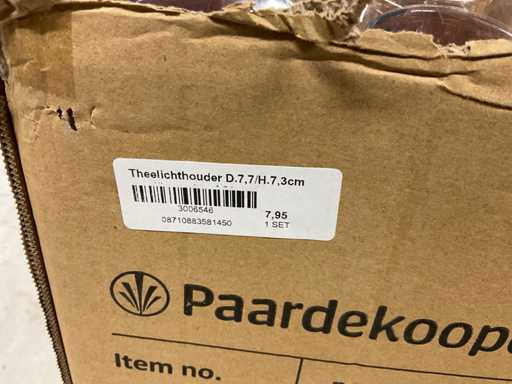 Theelichthouder D.7,7/H.7,3cm
3006546
7,95
08710883581450
1 SET
Paardekoop
Item no.